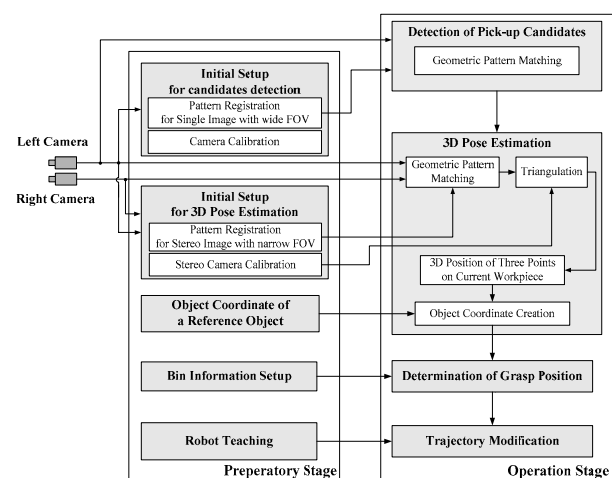 Left Camera
Right Camera
Initial Setup
for candidates detection
Pattern Registration
for Single Image with wide FOV
Camera Calibration
Initial Setup
for 3D Pose Estimation
Pattern Registration
for Stereo Image with narrow FOV
Stereo Camera Calibration
Object Coordinate of
a Reference Object
Bin Information Setup
Robot Teaching
Preperatory Stage
Detection of Pick-up Candidates
Geometric Pattern Matching
3D Pose Estimation
Geometric Pattern
Matching
Triangulation
3D Position of Three Points
on Current Workpiece
Object Coordinate Creation
Determination of Grasp Position
Trajectory Modification
Operation Stage